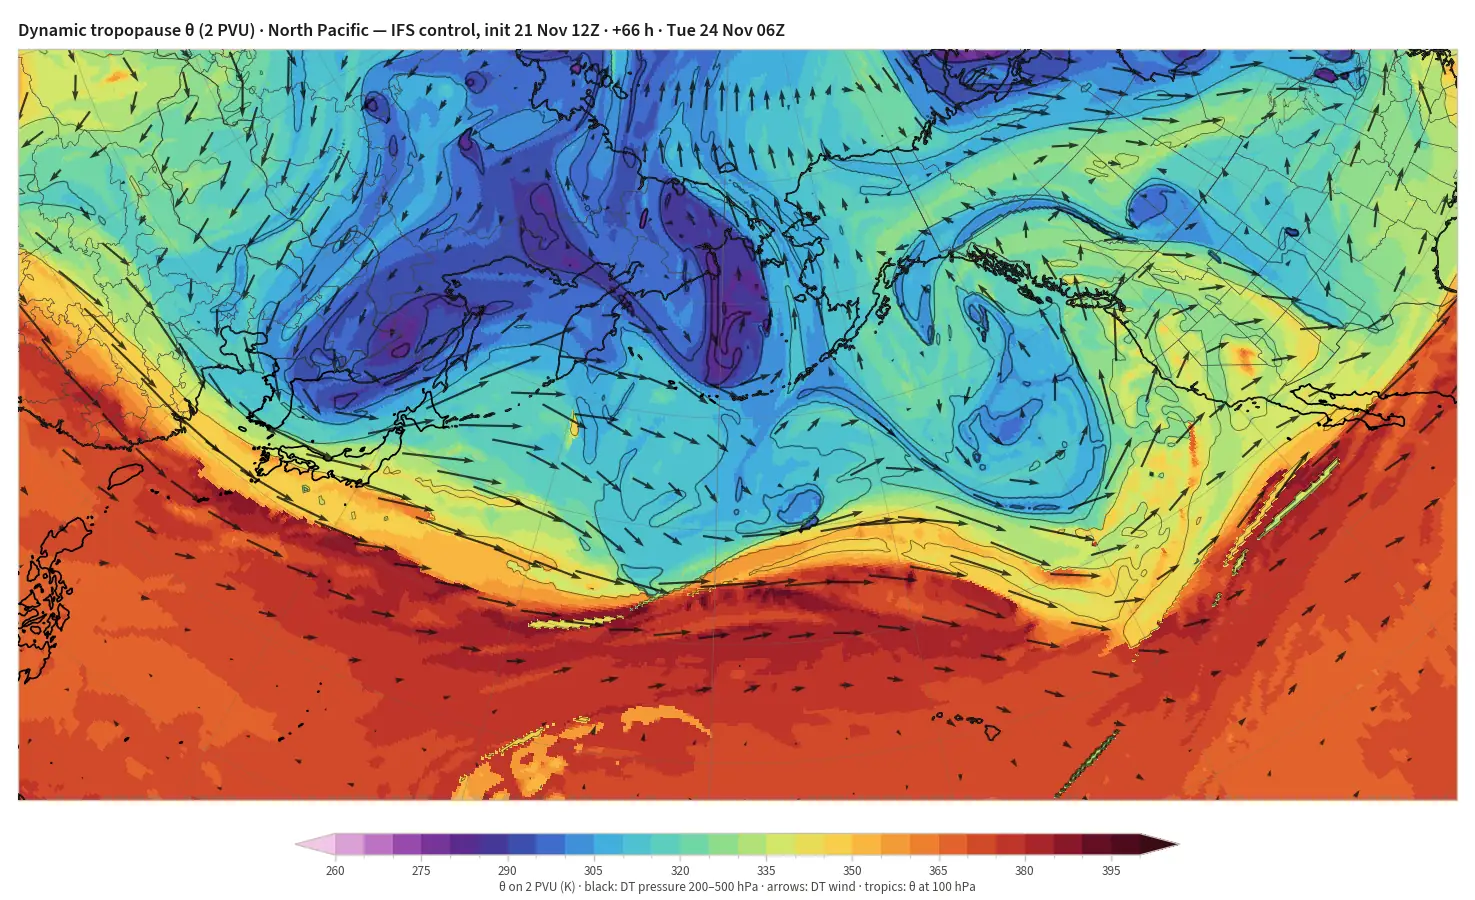 Dynamic tropopause θ (2 PVU) · North Pacific — IFS control, init 21 Nov 12Z · +66 h · Tue 24 Nov 06Z
260 275 290 305 320 335 350 365 380 395
θ on 2 PVU (K) · black: DT pressure 200–500 hPa · arrows: DT wind · tropics: θ at 100 hPa